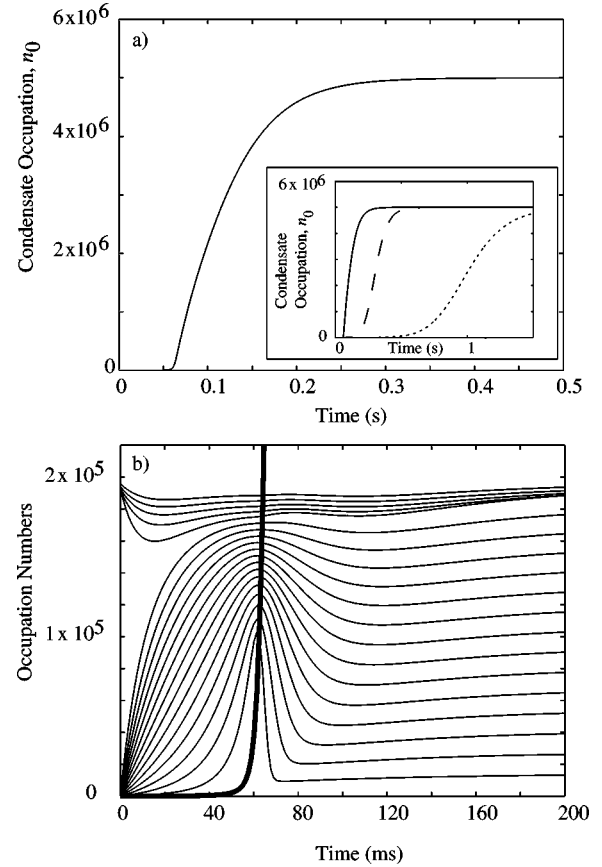 a)
Condensate Occupation, n0
6x10^6
4x10^6
2x10^6
0
0 0.1 0.2 0.3 0.4 0.5
Time (s)
Condensate
Occupation, n0
6 x 10^6
0
0 Time (s) 1
b)
Occupation Numbers
2 x 10^5
1 x 10^5
0
0 40 80 120 160 200
Time (ms)